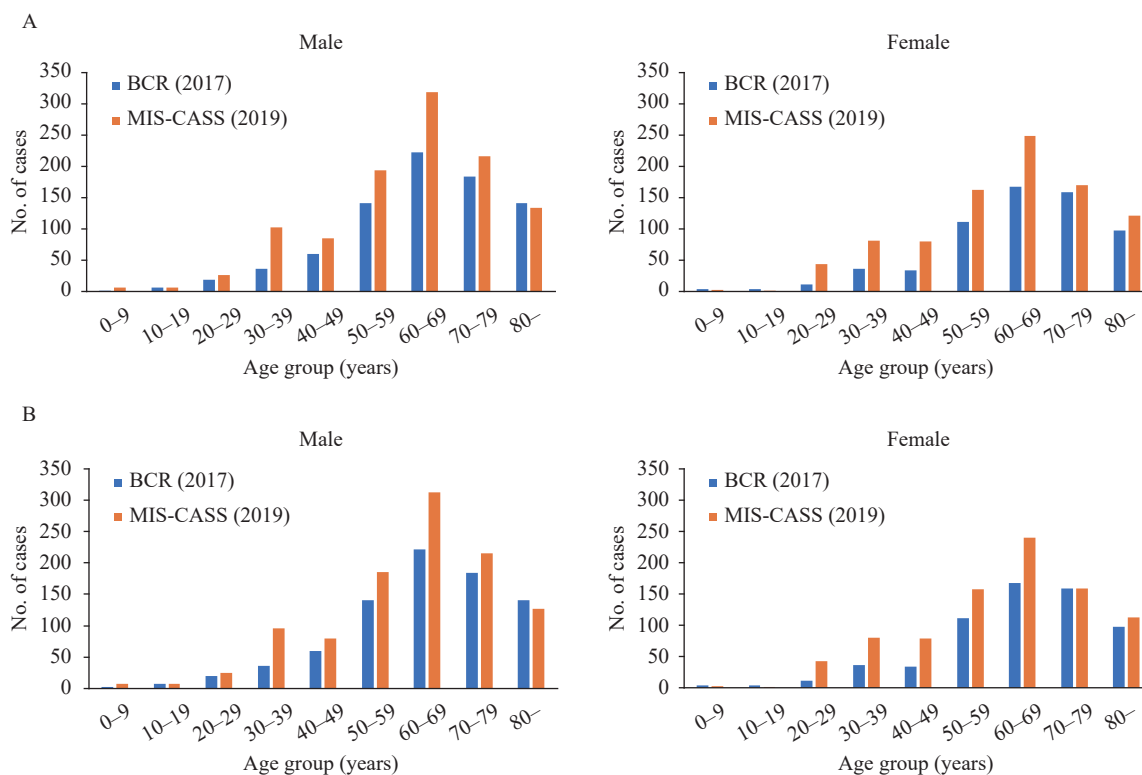 A
Male
350
300
250
200
150
100
50
0
No. of cases
BCR (2017)
MIS-CASS (2019)
0–9 10–19 20–29 30–39 40–49 50–59 60–69 70–79 80–
Age group (years)
Female
350
300
250
200
150
100
50
0
No. of cases
BCR (2017)
MIS-CASS (2019)
0–9 10–19 20–29 30–39 40–49 50–59 60–69 70–79 80–
Age group (years)
B
Male
350
300
250
200
150
100
50
0
No. of cases
BCR (2017)
MIS-CASS (2019)
0–9 10–19 20–29 30–39 40–49 50–59 60–69 70–79 80–
Age group (years)
Female
350
300
250
200
150
100
50
0
No. of cases
BCR (2017)
MIS-CASS (2019)
0–9 10–19 20–29 30–39 40–49 50–59 60–69 70–79 80–
Age group (years)